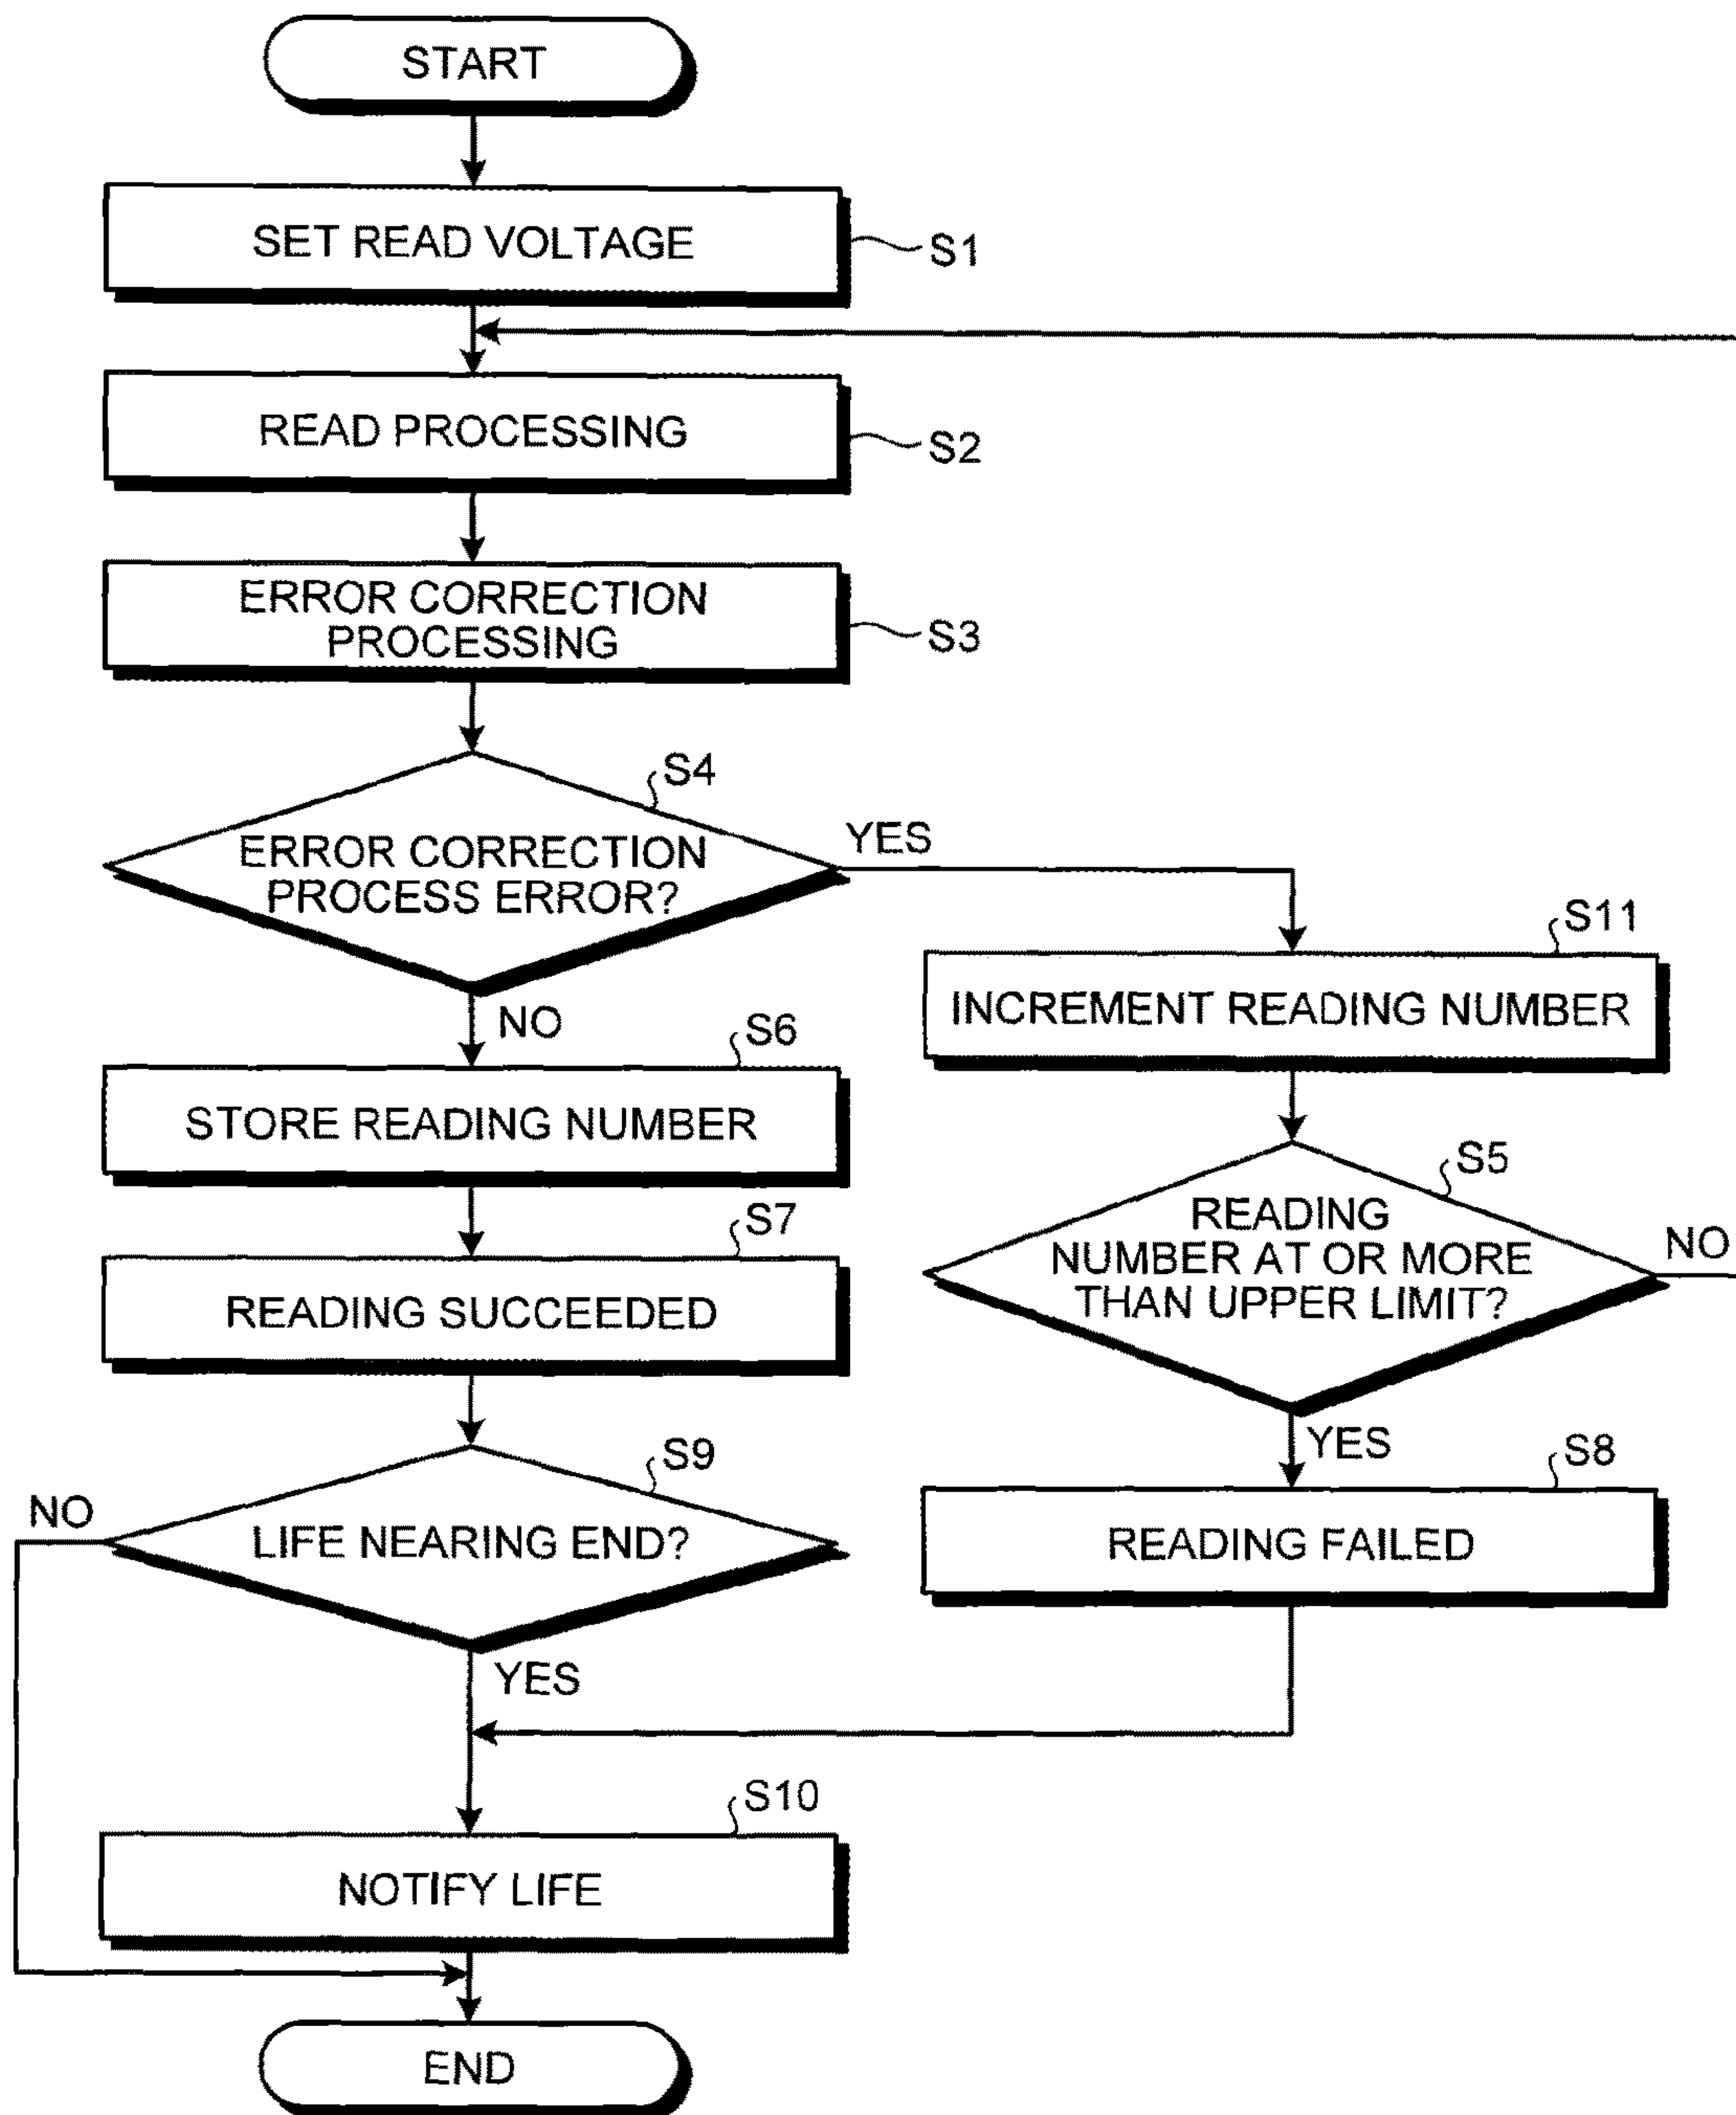 START
SET READ VOLTAGE
S1
READ PROCESSING
S2
ERROR CORRECTION
PROCESSING
S3
S4
ERROR CORRECTION
PROCESS ERROR?
YES
NO
S11
INCREMENT READING NUMBER
S6
STORE READING NUMBER
S5
READING
NUMBER AT OR MORE
THAN UPPER LIMIT?
NO
YES
S7
READING SUCCEEDED
S9
LIFE NEARING END?
NO
YES
S8
READING FAILED
S10
NOTIFY LIFE
END